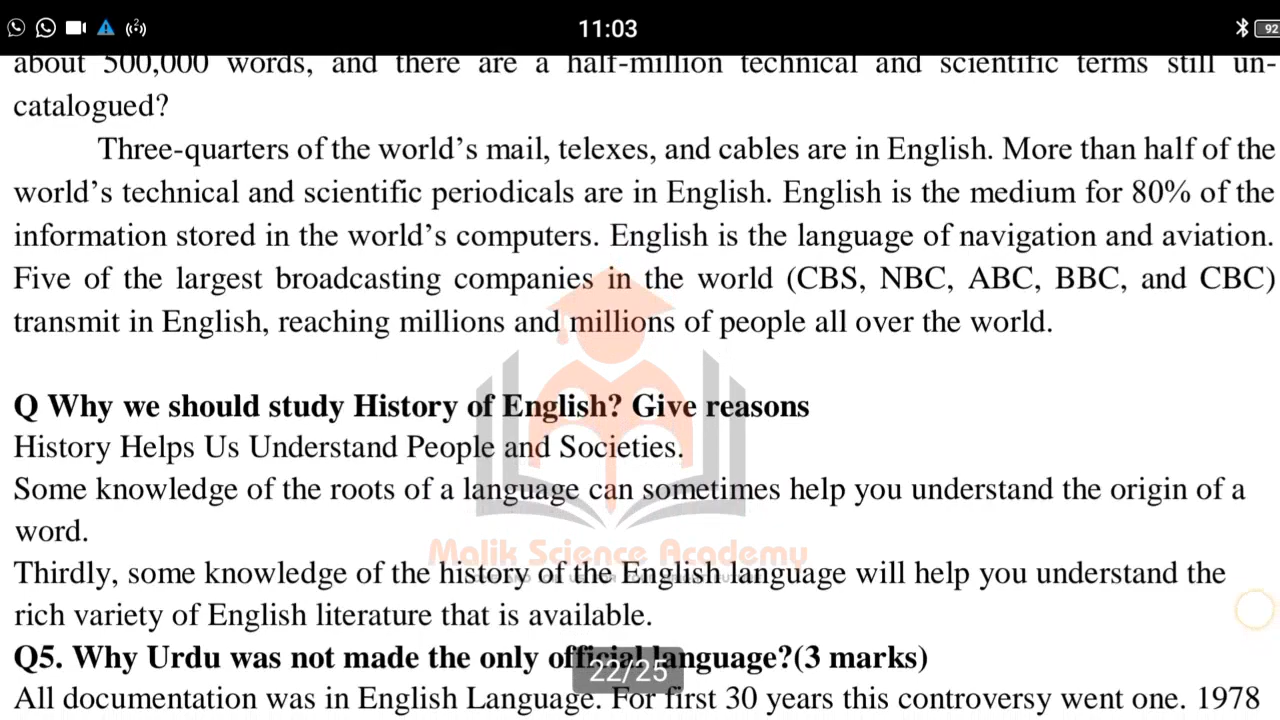 11:03
92
about 500,000 words, and there are a half-million technical and scientific terms still un-
catalogued?
Three-quarters of the world's mail, telexes, and cables are in English. More than half of the
world's technical and scientific periodicals are in English. English is the medium for 80% of the
information stored in the world's computers. English is the language of navigation and aviation.
Five of the largest broadcasting companies in the world (CBS, NBC, ABC, BBC, and CBC)
transmit in English, reaching millions and millions of people all over the world.
Q Why we should study History of English? Give reasons
History Helps Us Understand People and Societies.
Some knowledge of the roots of a language can sometimes help you understand the origin of a
word.
Malik Science Academy
Thirdly, some knowledge of the history of the English language will help you understand the
rich variety of English literature that is available.
Q5. Why Urdu was not made the only official language?(3 marks)
22/25
All documentation was in English Language. For first 30 years this controversy went one. 1978